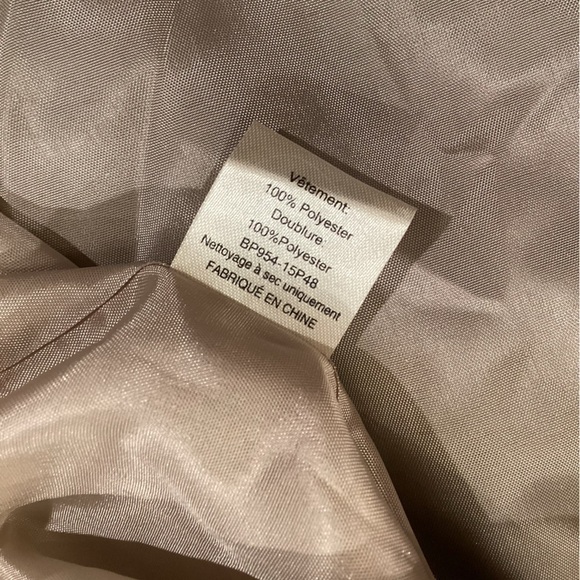 Vêtement:
100% Polyester
Doublure
100%Polyester
BP954-15P48
Nettoyage à sec uniquement
FABRIQUÉ EN CHINE